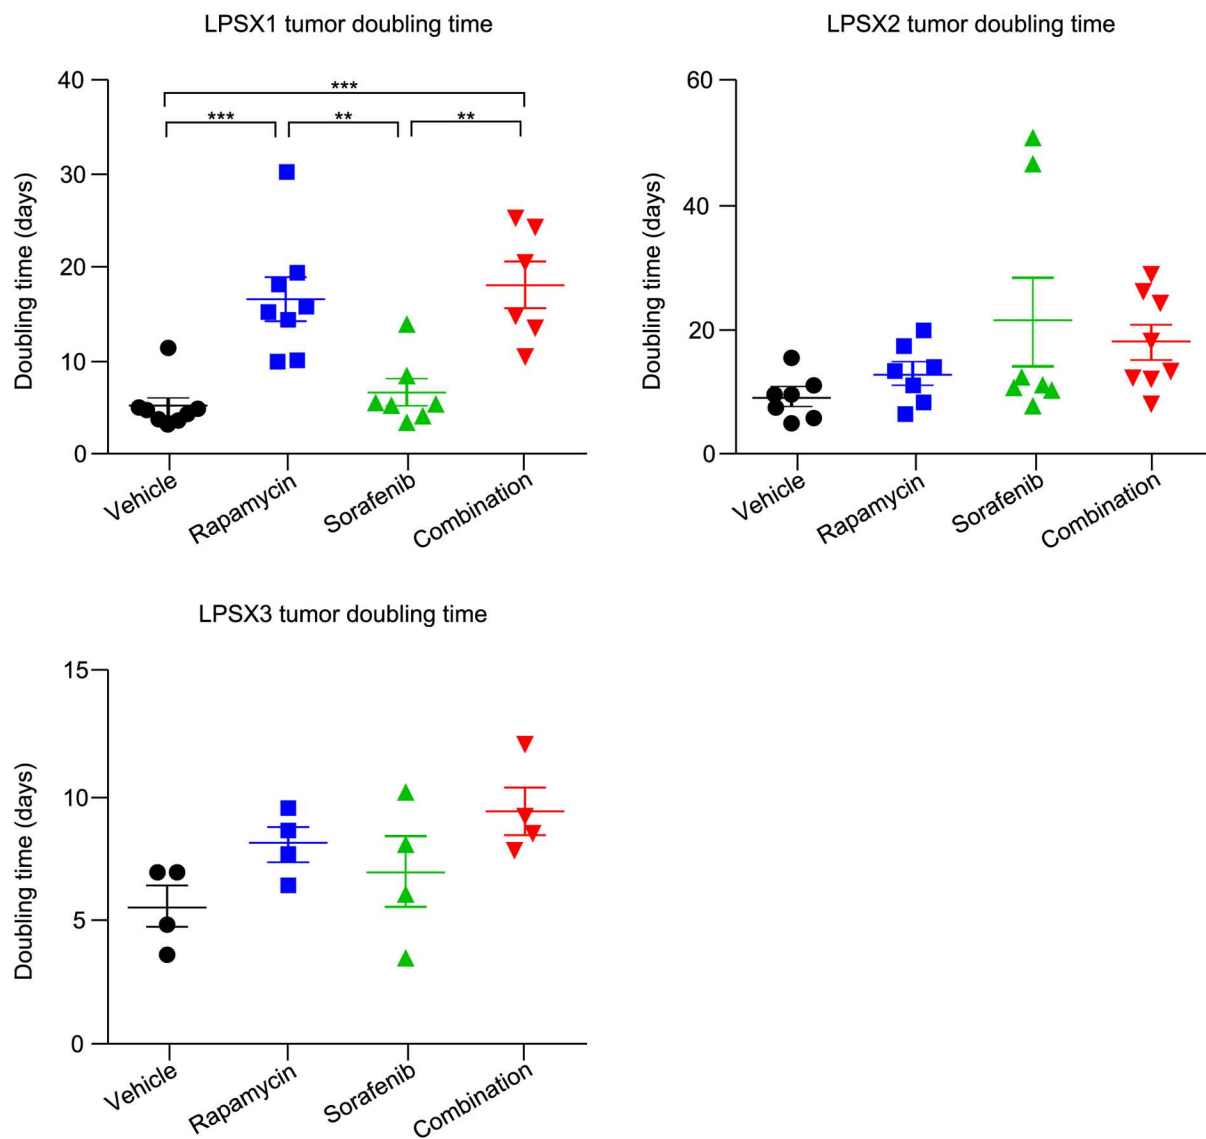 LPSX1 tumor doubling time
Doubling time (days)
40
30
20
10
0
***
***
**
**
Vehicle
Rapamycin
Sorafenib
Combination
LPSX2 tumor doubling time
Doubling time (days)
60
40
20
0
Vehicle
Rapamycin
Sorafenib
Combination
LPSX3 tumor doubling time
Doubling time (days)
15
10
5
0
Vehicle
Rapamycin
Sorafenib
Combination